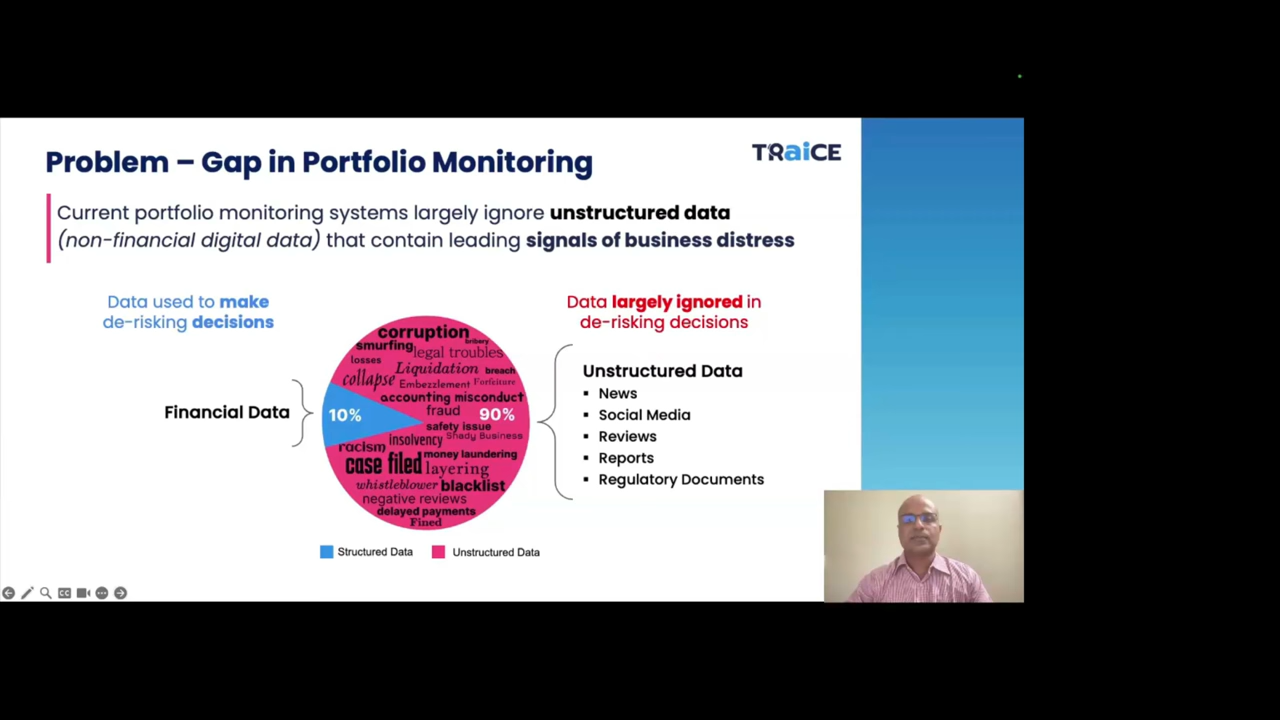 Problem – Gap in Portfolio Monitoring
TRaiCE
Current portfolio monitoring systems largely ignore unstructured data
(non-financial digital data) that contain leading signals of business distress
Data used to make
de-risking decisions
Data largely ignored in
de-risking decisions
Financial Data
10%
90%
corruption
bribery
smurfing
legal troubles
losses
Liquidation
breach
collapse
Embezzlement
Forfeiture
accounting misconduct
fraud
safety issue
insolvency
Shady Business
racism
money laundering
case filed
layering
whistleblower
blacklist
negative reviews
delayed payments
Fined
Unstructured Data
▪ News
▪ Social Media
▪ Reviews
▪ Reports
▪ Regulatory Documents
Structured Data
Unstructured Data
CC